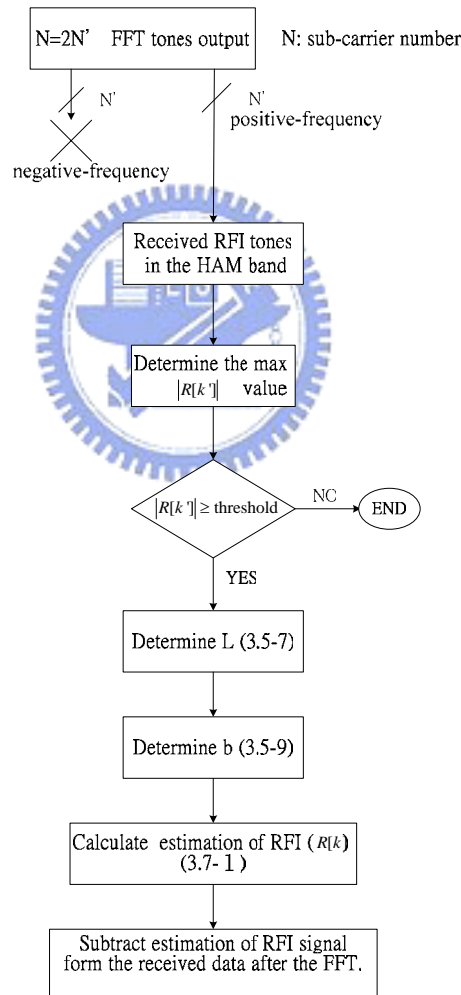 N=2N' FFT tones output
N: sub-carrier number
N'
N'
positive-frequency
negative-frequency
Received RFI tones
in the HAM band
Determine the max
|R[k']| value
|R[k']| ≥ threshold
NC
END
YES
Determine L (3.5-7)
Determine b (3.5-9)
Calculate estimation of RFI (R[k)
(3.7-1)
Subtract estimation of RFI signal
form the received data after the FFT.